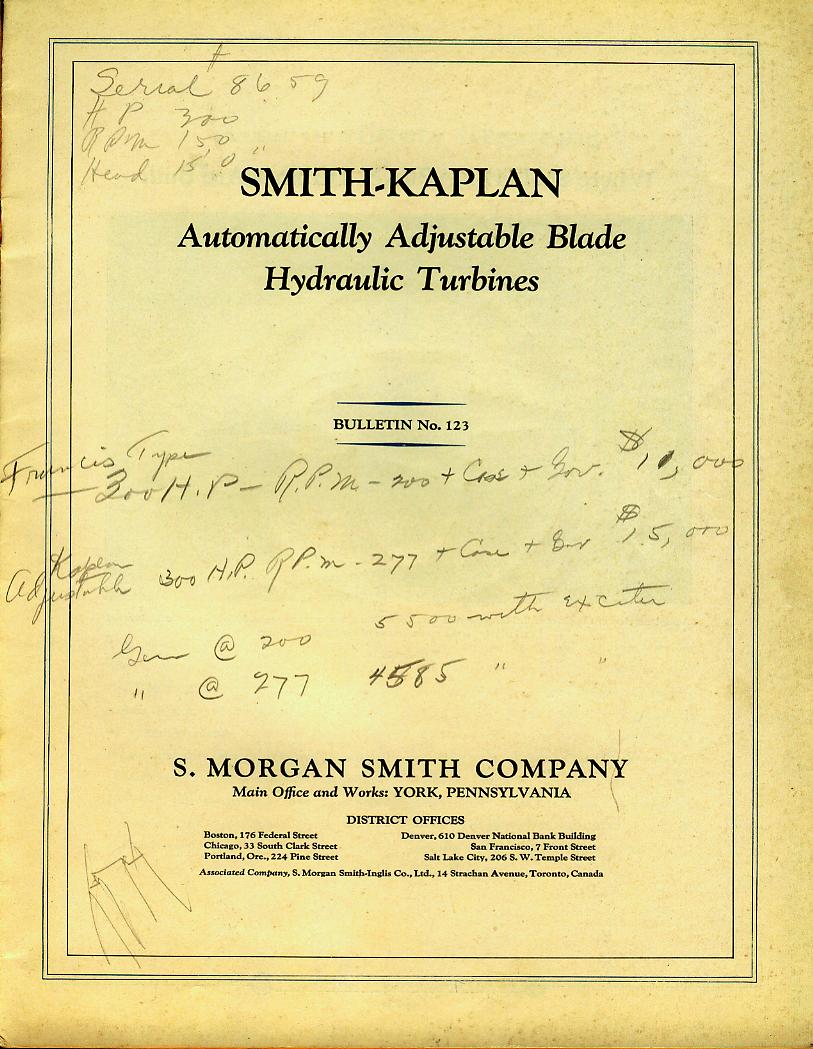 Serial # 8659
HP 300
RPM 150
Head 15'0"
SMITH-KAPLAN
Automatically Adjustable Blade
Hydraulic Turbines
BULLETIN No. 123
Francis Type
300 H.P. - R.P.M - 200 + Case + Gov. $11,000
Kaplan
Adjustable 300 H.P. RP.m - 277 + Case + Gov $15,000
5500 with exciter
Gen @ 200
" @ 277 4585 " "
S. MORGAN SMITH COMPANY
Main Office and Works: YORK, PENNSYLVANIA
DISTRICT OFFICES
Boston, 176 Federal Street Denver, 610 Denver National Bank Building
Chicago, 33 South Clark Street San Francisco, 7 Front Street
Portland, Ore., 224 Pine Street Salt Lake City, 206 S. W. Temple Street
Associated Company, S. Morgan Smith-Inglis Co., Ltd., 14 Strachan Avenue, Toronto, Canada